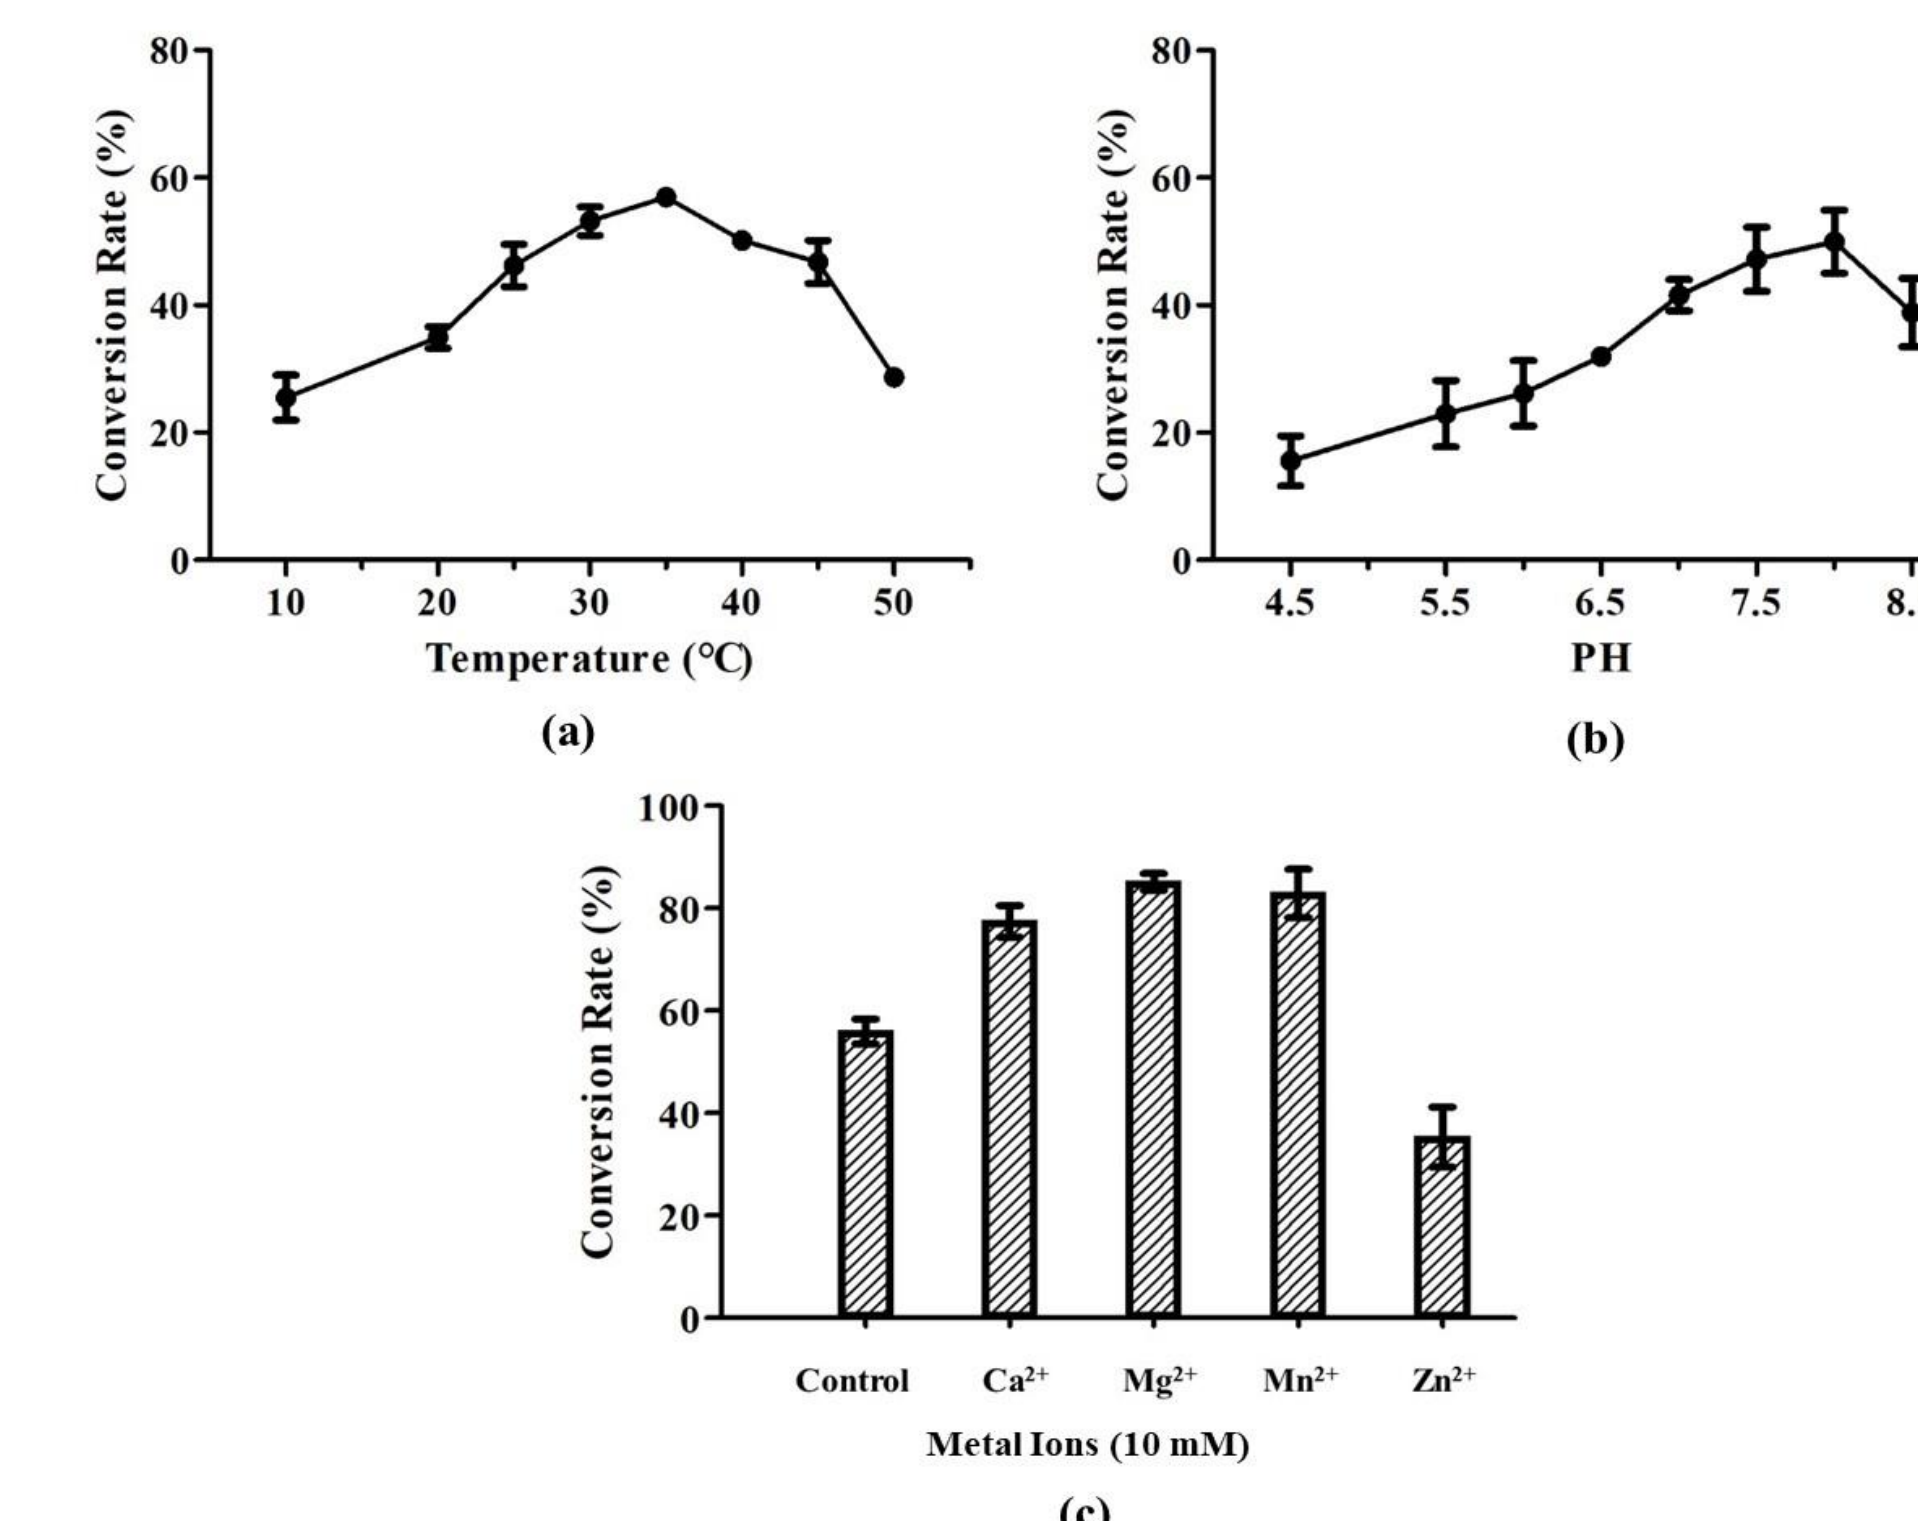 80
60
40
20
0
Conversion Rate (%)
10 20 30 40 50
Temperature (°C)
(a)
80
60
40
20
0
Conversion Rate (%)
4.5 5.5 6.5 7.5 8.
PH
(b)
100
80
60
40
20
0
Conversion Rate (%)
Control Ca²⁺ Mg²⁺ Mn²⁺ Zn²⁺
Metal Ions (10 mM)
(c)